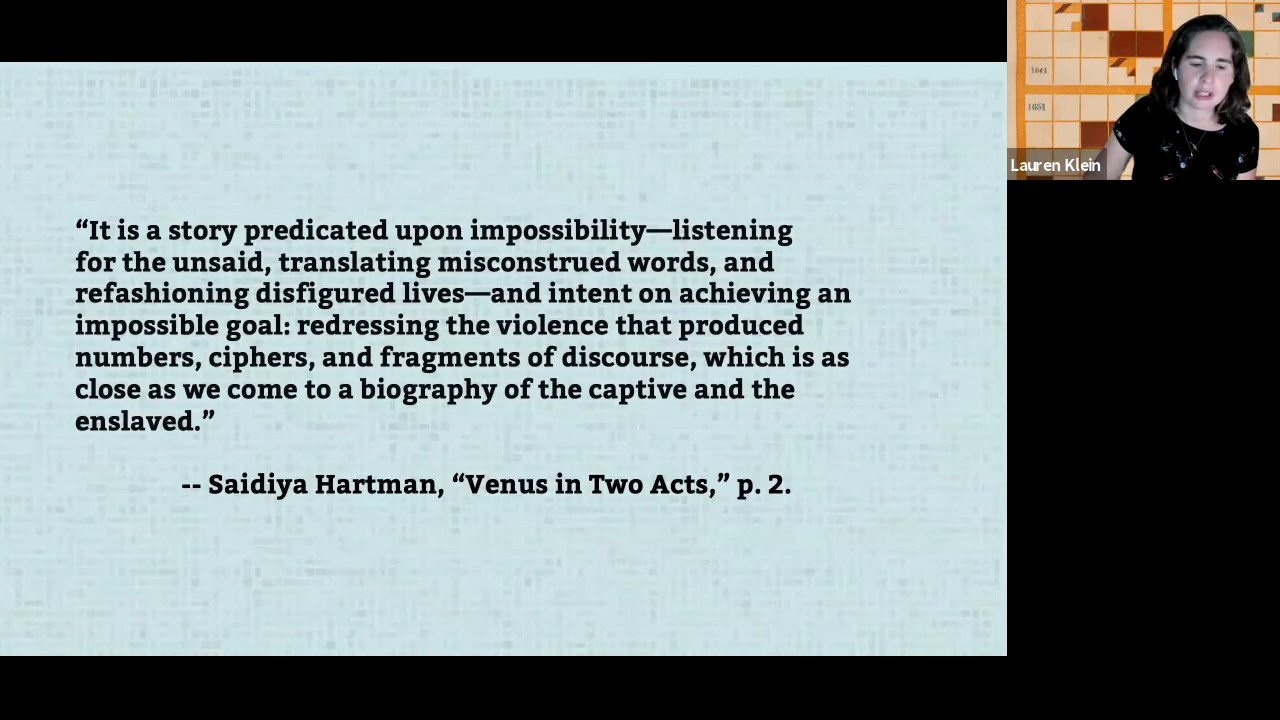 “It is a story predicated upon impossibility—listening
for the unsaid, translating misconstrued words, and
refashioning disfigured lives—and intent on achieving an
impossible goal: redressing the violence that produced
numbers, ciphers, and fragments of discourse, which is as
close as we come to a biography of the captive and the
enslaved.”
-- Saidiya Hartman, “Venus in Two Acts,” p. 2.
1641
1651
Lauren Klein